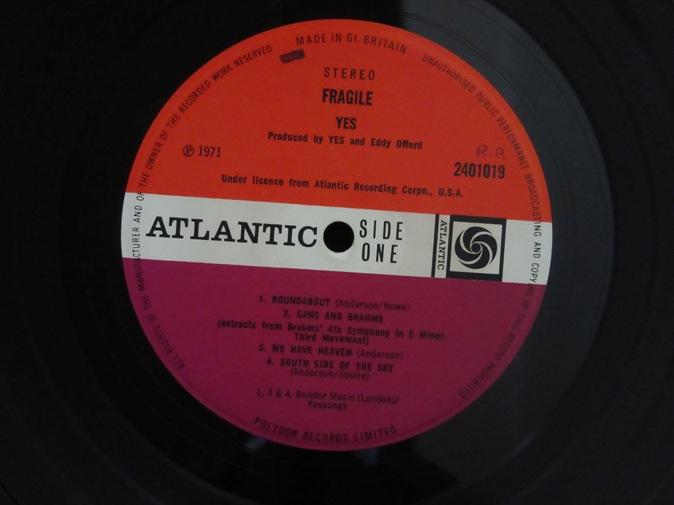 MADE IN Gt. BRITAIN
ALL RIGHTS OF THE MANUFACTURER AND OF THE OWNER OF THE RECORDED WORK RESERVED
UNAUTHORISED PUBLIC PERFORMANCE BROADCASTING AND COPYING OF THIS RECORD PROHIBITED
STEREO
FRAGILE
YES
Produced by YES and Eddy Offord
℗ 1971
R.A.
2401019
Under licence from Atlantic Recording Corpn., U.S.A.
ATLANTIC
SIDE
ONE
ATLANTIC
1. ROUNDABOUT (Anderson/Howe)
2. CANS AND BRAHMS
(extracts from Brahms' 4th Symphony in E Minor,
Third Movement)
3. WE HAVE HEAVEN (Anderson)
4. SOUTH SIDE OF THE SKY
(Anderson/Squire)
1, 3 & 4. Rondor Music (London)/
Yessongs
POLYDOR RECORDS LIMITED